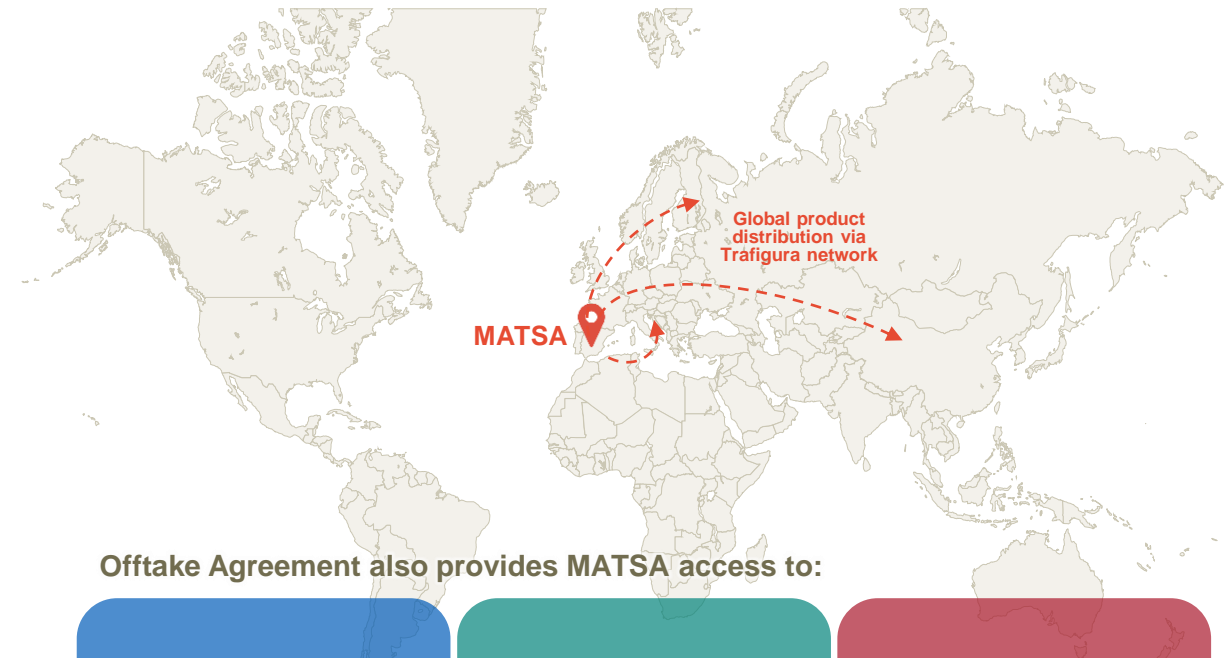 Global product
distribution via
Trafigura network
MATSA
Offtake Agreement also provides MATSA access to: